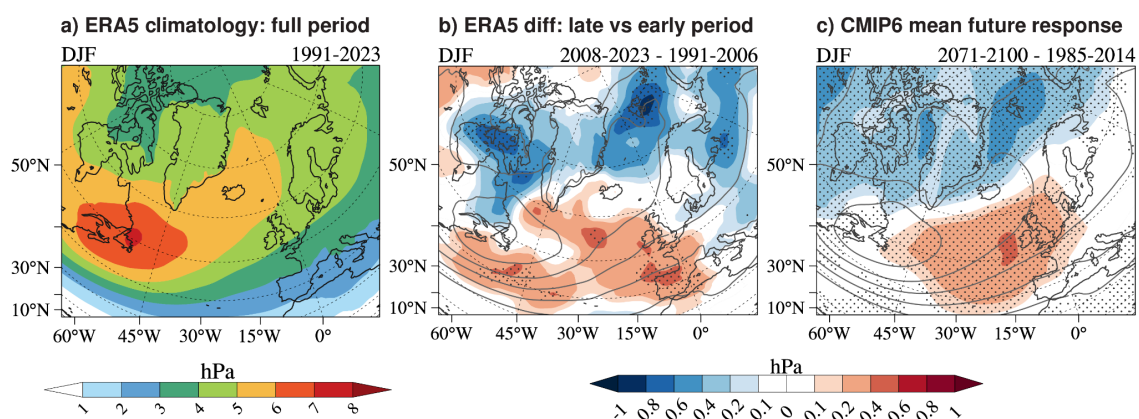 a) ERA5 climatology: full period
DJF 1991-2023
50°N
30°N
10°N
60°W 45°W 30°W 15°W 0°
hPa
1 2 3 4 5 6 7 8
b) ERA5 diff: late vs early period
DJF 2008-2023 - 1991-2006
50°N
30°N
10°N
60°W 45°W 30°W 15°W 0°
c) CMIP6 mean future response
DJF 2071-2100 - 1985-2014
50°N
30°N
10°N
60°W 45°W 30°W 15°W 0°
hPa
-1 0.8 0.6 0.4 0.2 0.1 0 0.1 0.2 0.4 0.6 0.8 1